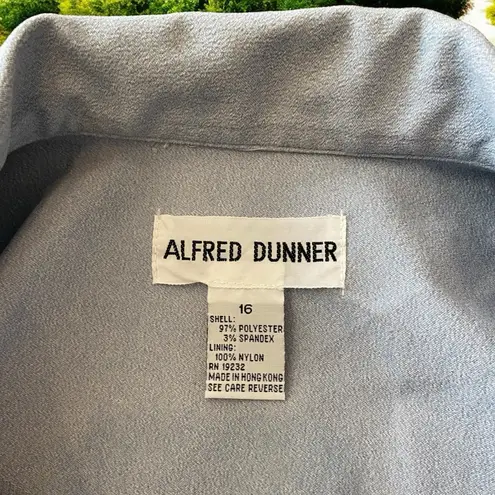 ALFRED DUNNER
16
SHELL:
97% POLYESTER
3% SPANDEX
LINING:
100% NYLON
RN 19232
MADE IN HONG KONG
SEE CARE REVERSE